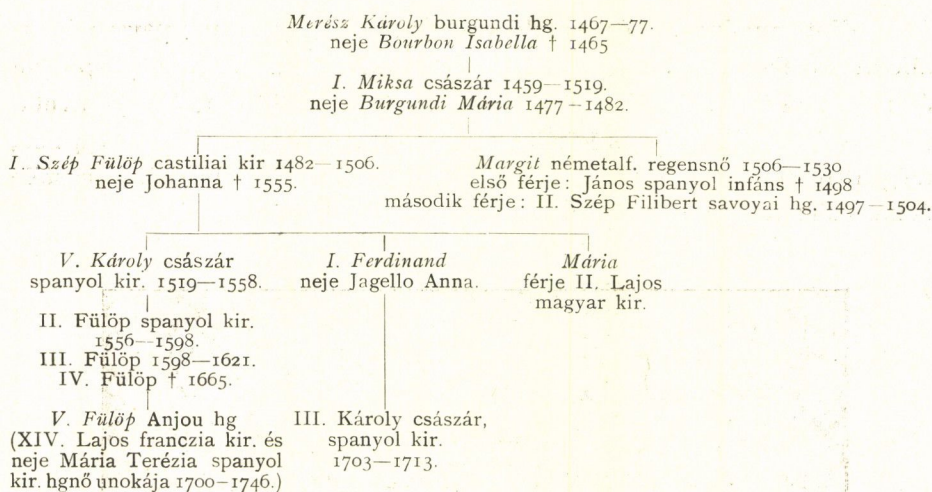 Merész Károly burgundi hg. 1467—77.
neje Bourbon Isabella † 1465
I. Miksa császár 1459—1519.
neje Burgundi Mária 1477—1482.
I. Szép Fülöp castiliai kir 1482—1506.
neje Johanna † 1555.
Margit németalf. regensnő 1506—1530
első férje: János spanyol infáns † 1498
második férje: II. Szép Filibert savoyai hg. 1497—1504.
V. Károly császár
spanyol kir. 1519—1558.
I. Ferdinand
neje Jagello Anna.
Mária
férje II. Lajos
magyar kir.
II. Fülöp spanyol kir.
1556—1598.
III. Fülöp 1598—1621.
IV. Fülöp † 1665.
V. Fülöp Anjou hg
(XIV. Lajos franczia kir. és
neje Mária Terézia spanyol
kir. hgnő unokája 1700—1746.)
III. Károly császár,
spanyol kir.
1703—1713.